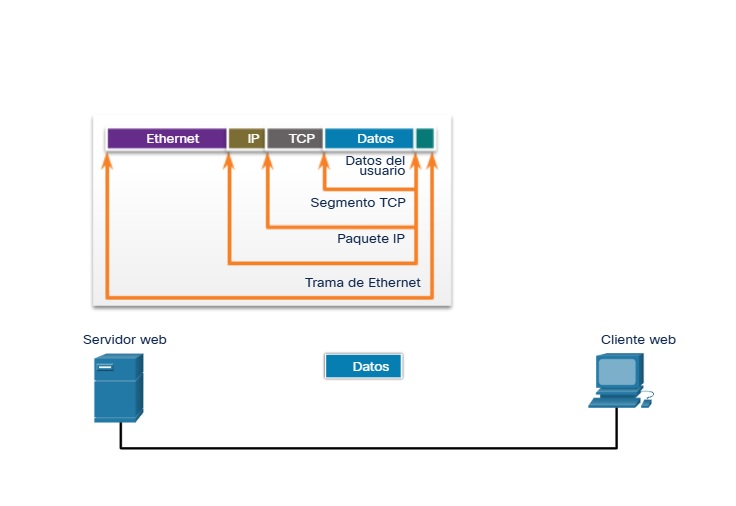 Ethernet IP TCP Datos
Datos del
usuario
Segmento TCP
Paquete IP
Trama de Ethernet
Servidor web
Cliente web
Datos